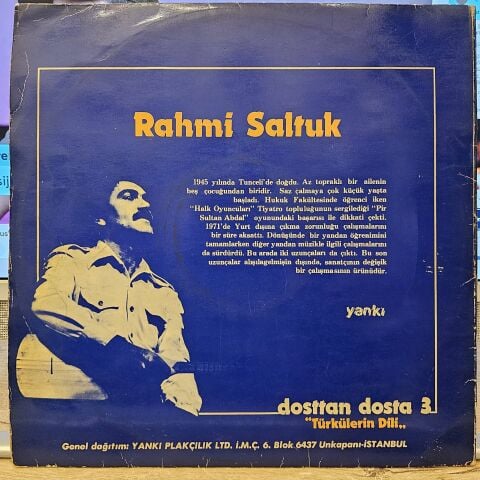 Rahmi Saltuk
1945 yılında Tunceli'de doğdu. Az topraklı bir ailenin
beş çocuğundan biridir. Saz çalmaya çok küçük yaşta
başladı. Hukuk Fakültesinde öğrenci iken
"Halk Oyuncuları" Tiyatro topluluğunun sergilediği "Pir
Sultan Abdal" oyunundaki başarısı ile dikkati çekti.
1971'de Yurt dışına çıkma zorunluğu çalışmalarını
bir süre aksattı. Dönüşünde bir yandan öğrenimini
tamamlarken diğer yandan müzikle ilgili çalışmalarını
da sürdürdü. Bu arada iki uzunçaları da çıktı. Bu son
uzunçalar alışılagelmişin dışında, sanatçının değişik
bir çalışmasının ürünüdür.
yankı
dosttan dosta 3
"Türkülerin Dili„
Genel dağıtım: YANKI PLAKÇILIK LTD. i.M.Ç. 6. Blok 6437 Unkapanı-İSTANBUL